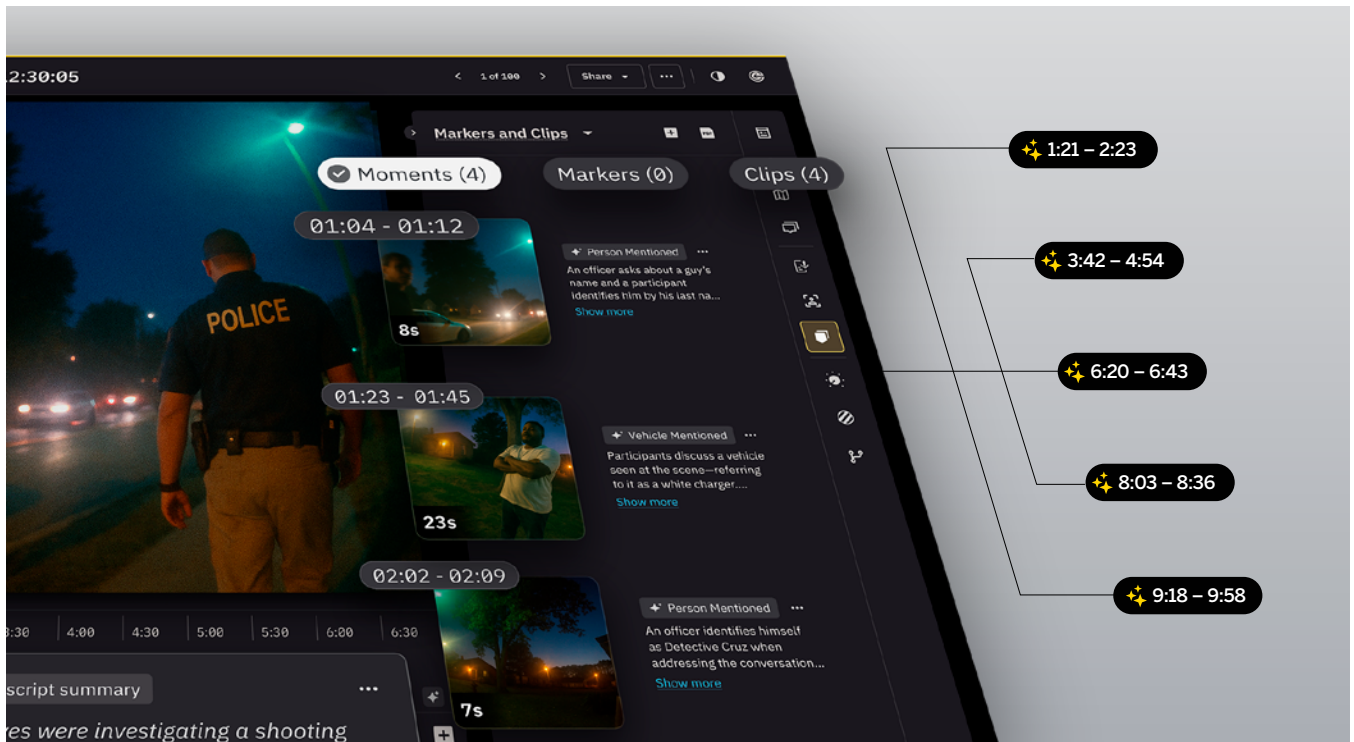 2:30:05
1 of 100
Share
Markers and Clips
Moments (4)
Markers (0)
Clips (4)
01:04 - 01:12
8s
Person Mentioned
An officer asks about a guy's
name and a participant
identifies him by his last na...
Show more
POLICE
01:23 - 01:45
23s
Vehicle Mentioned
Participants discuss a vehicle
seen at the scene—referring
to it as a white charger....
Show more
02:02 - 02:09
7s
Person Mentioned
An officer identifies himself
as Detective Cruz when
addressing the conversation...
Show more
3:30 4:00 4:30 5:00 5:30 6:00 6:30
script summary
ves were investigating a shooting
1:21 – 2:23
3:42 – 4:54
6:20 – 6:43
8:03 – 8:36
9:18 – 9:58